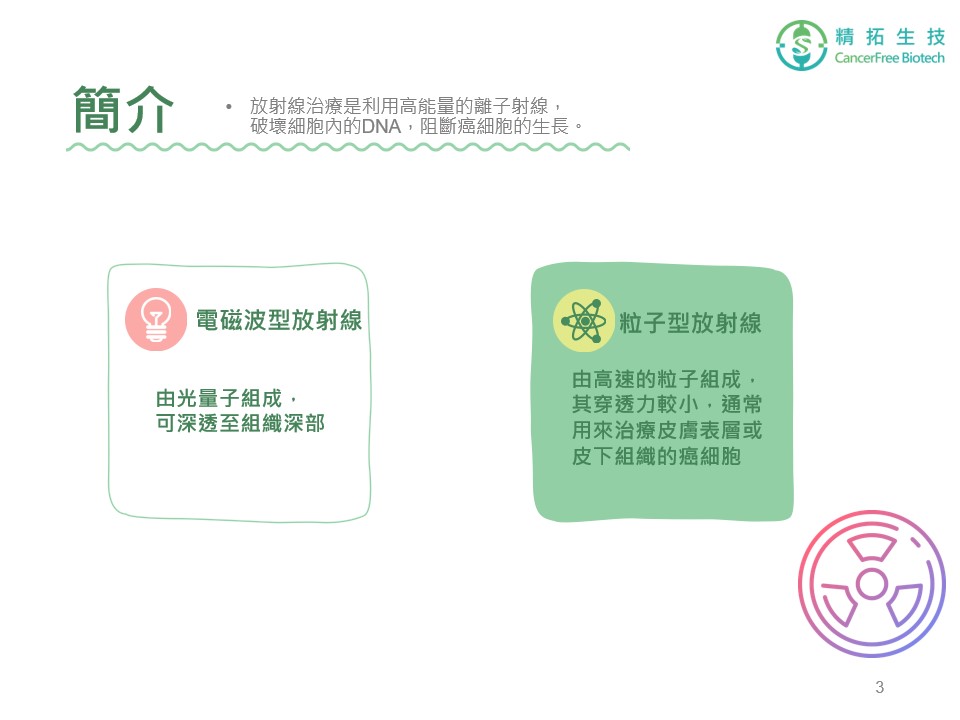 精拓生技
CancerFree Biotech
簡介
• 放射線治療是利用高能量的離子射線，
破壞細胞內的DNA，阻斷癌細胞的生長。
電磁波型放射線
由光量子組成，
可深透至組織深部
粒子型放射線
由高速的粒子組成，
其穿透力較小，通常
用來治療皮膚表層或
皮下組織的癌細胞
3